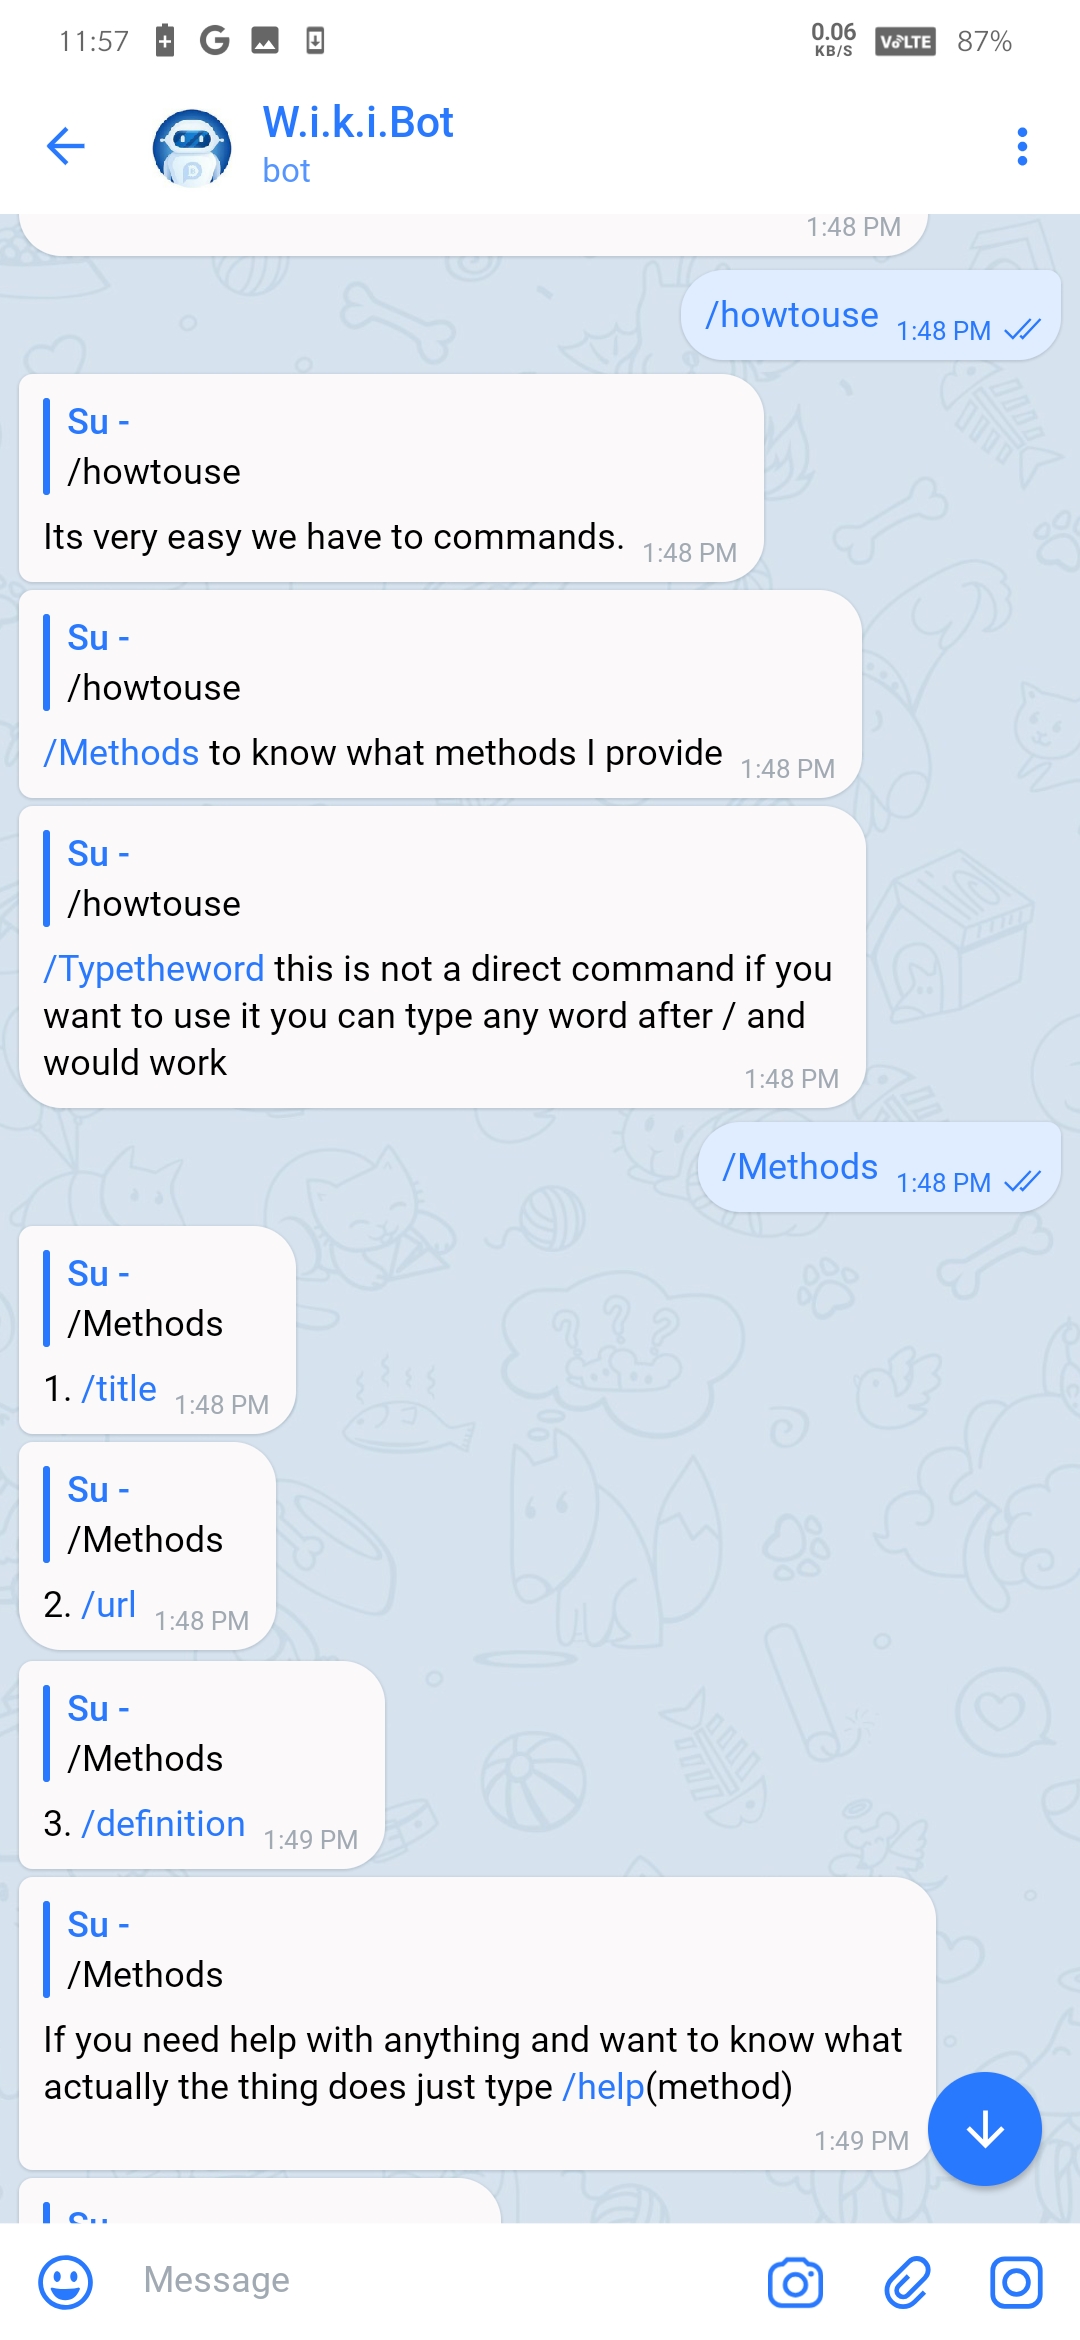 11:57
0.06
KB/S
VoLTE
87%
W.i.k.i.Bot
bot
1:48 PM
/howtouse 1:48 PM
Su -
/howtouse
Its very easy we have to commands. 1:48 PM
Su -
/howtouse
/Methods to know what methods I provide 1:48 PM
Su -
/howtouse
/Typetheword this is not a direct command if you
want to use it you can type any word after / and
would work 1:48 PM
/Methods 1:48 PM
Su -
/Methods
1. /title 1:48 PM
Su -
/Methods
2. /url 1:48 PM
Su -
/Methods
3. /definition 1:49 PM
Su -
/Methods
If you need help with anything and want to know what
actually the thing does just type /help(method)
1:49 PM
Su
Message